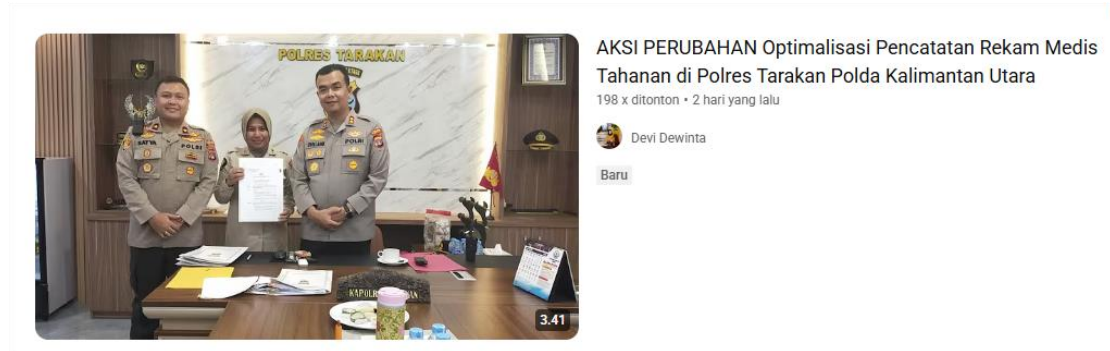 POLRES TARAKAN
SATYA
POLRI
POLRI
KAPOLRES
3.41
AKSI PERUBAHAN Optimalisasi Pencatatan Rekam Medis
Tahanan di Polres Tarakan Polda Kalimantan Utara
198 x ditonton • 2 hari yang lalu
Devi Dewinta
Baru